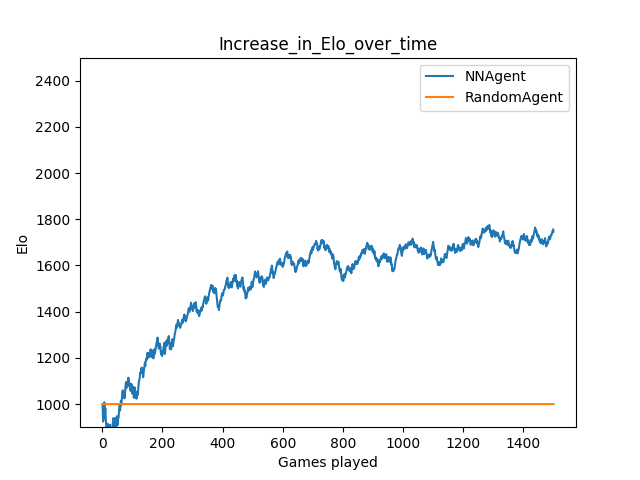 Increase_in_Elo_over_time
NNAgent
RandomAgent
2400
2200
2000
1800
1600
1400
1200
1000
Elo
0 200 400 600 800 1000 1200 1400
Games played